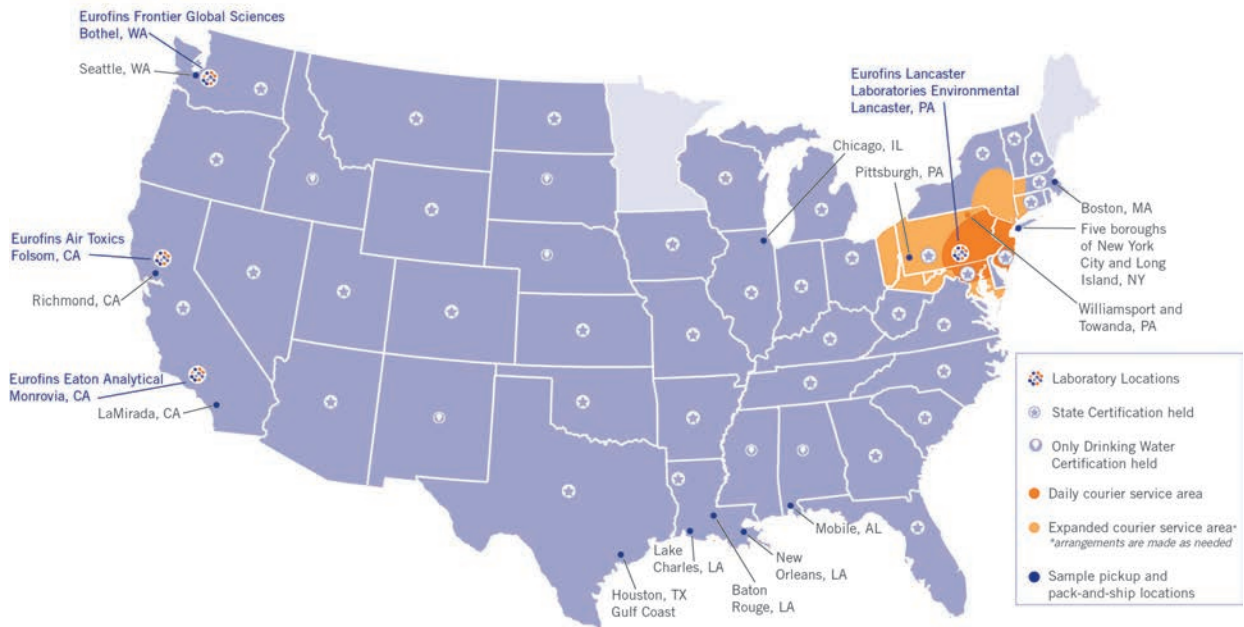 Eurofins Frontier Global Sciences
Bothel, WA
Seattle, WA
Eurofins Lancaster
Laboratories Environmental
Lancaster, PA
Chicago, IL
Pittsburgh, PA
Boston, MA
Five boroughs
of New York
City and Long
Island, NY
Williamsport and
Towanda, PA
Eurofins Air Toxics
Folsom, CA
Richmond, CA
Eurofins Eaton Analytical
Monrovia, CA
LaMirada, CA
Mobile, AL
New
Orleans, LA
Baton
Rouge, LA
Lake
Charles, LA
Houston, TX
Gulf Coast
Laboratory Locations
State Certification held
Only Drinking Water
Certification held
Daily courier service area
Expanded courier service area*
*arrangements are made as needed
Sample pickup and
pack-and-ship locations